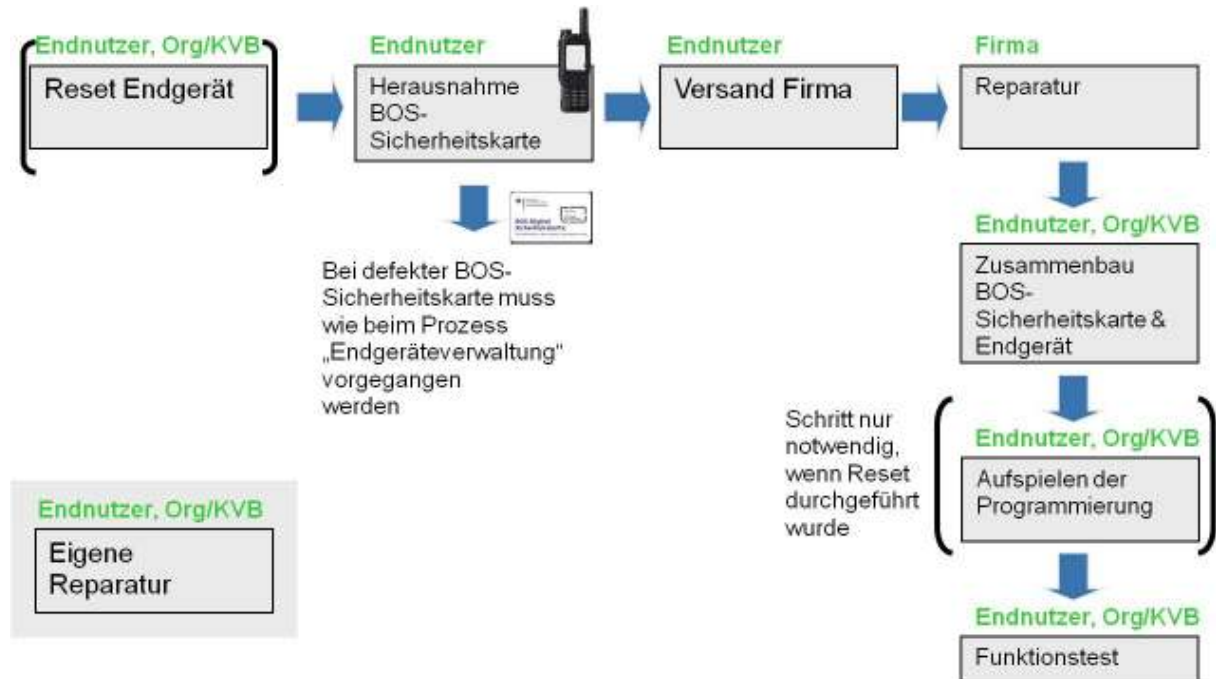 Endnutzer, Org/KVB
Reset Endgerät
Endnutzer
Herausnahme
BOS-
Sicherheitskarte
Endnutzer
Versand Firma
Firma
Reparatur
Bei defekter BOS-
Sicherheitskarte muss
wie beim Prozess
„Endgeräteverwaltung“
vorgegangen
werden
Endnutzer, Org/KVB
Zusammenbau
BOS-
Sicherheitskarte &
Endgerät
Schritt nur
notwendig,
wenn Reset
durchgeführt
wurde
Endnutzer, Org/KVB
Aufspielen der
Programmierung
Endnutzer, Org/KVB
Eigene
Reparatur
Endnutzer, Org/KVB
Funktionstest